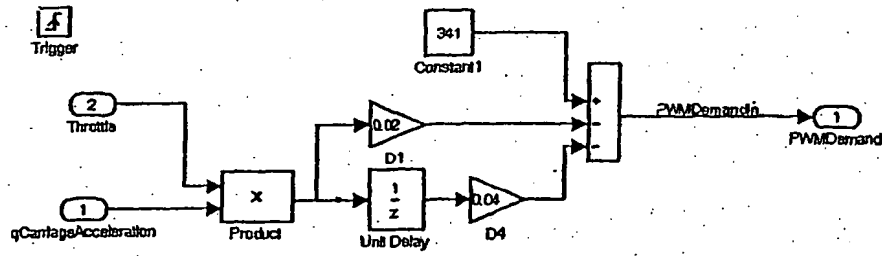 Trigger
341
Constant1
2
Throttle
0.02
D1
+
-
-
PWMDemandIn
1
PWMDemand
1
qCarriageAcceleration
X
Product
1
z
Unit Delay
0.04
D4